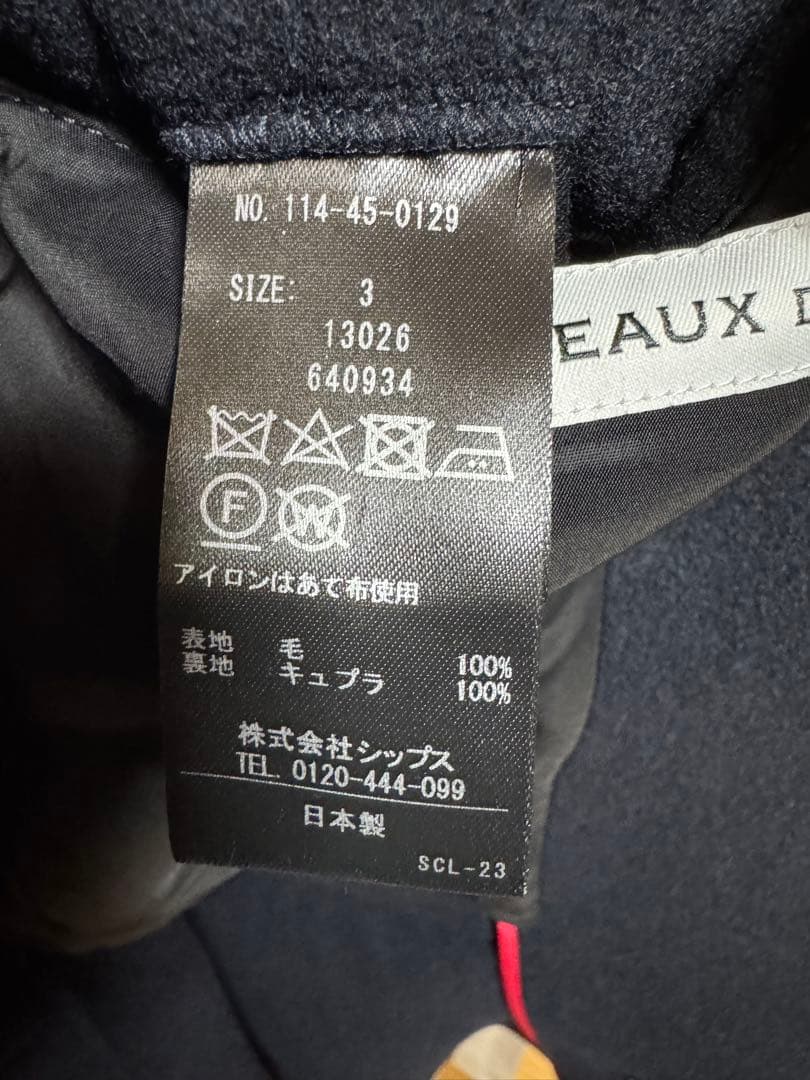 NO. 114-45-0129
SIZE: 3
13026
640934
F
W
アイロンはあて布使用
表地 毛 100%
裏地 キュプラ 100%
株式会社シップス
TEL. 0120-444-099
日本製
SCL-23
EAUX D